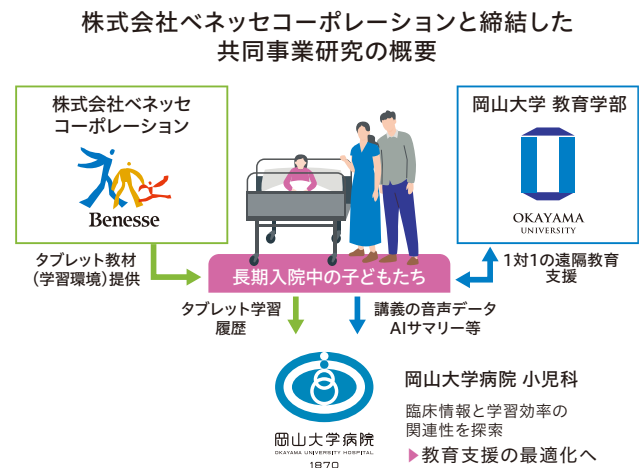 株式会社ベネッセコーポレーションと締結した
共同事業研究の概要
株式会社ベネッセ
コーポレーション
Benesse
岡山大学 教育学部
OKAYAMA
UNIVERSITY
タブレット教材
(学習環境)提供
長期入院中の子どもたち
1対1の遠隔教育
支援
タブレット学習
履歴
講義の音声データ
AIサマリー等
岡山大学病院
OKAYAMA UNIVERSITY HOSPITAL
1870
岡山大学病院 小児科
臨床情報と学習効率の
関連性を探索
▶教育支援の最適化へ